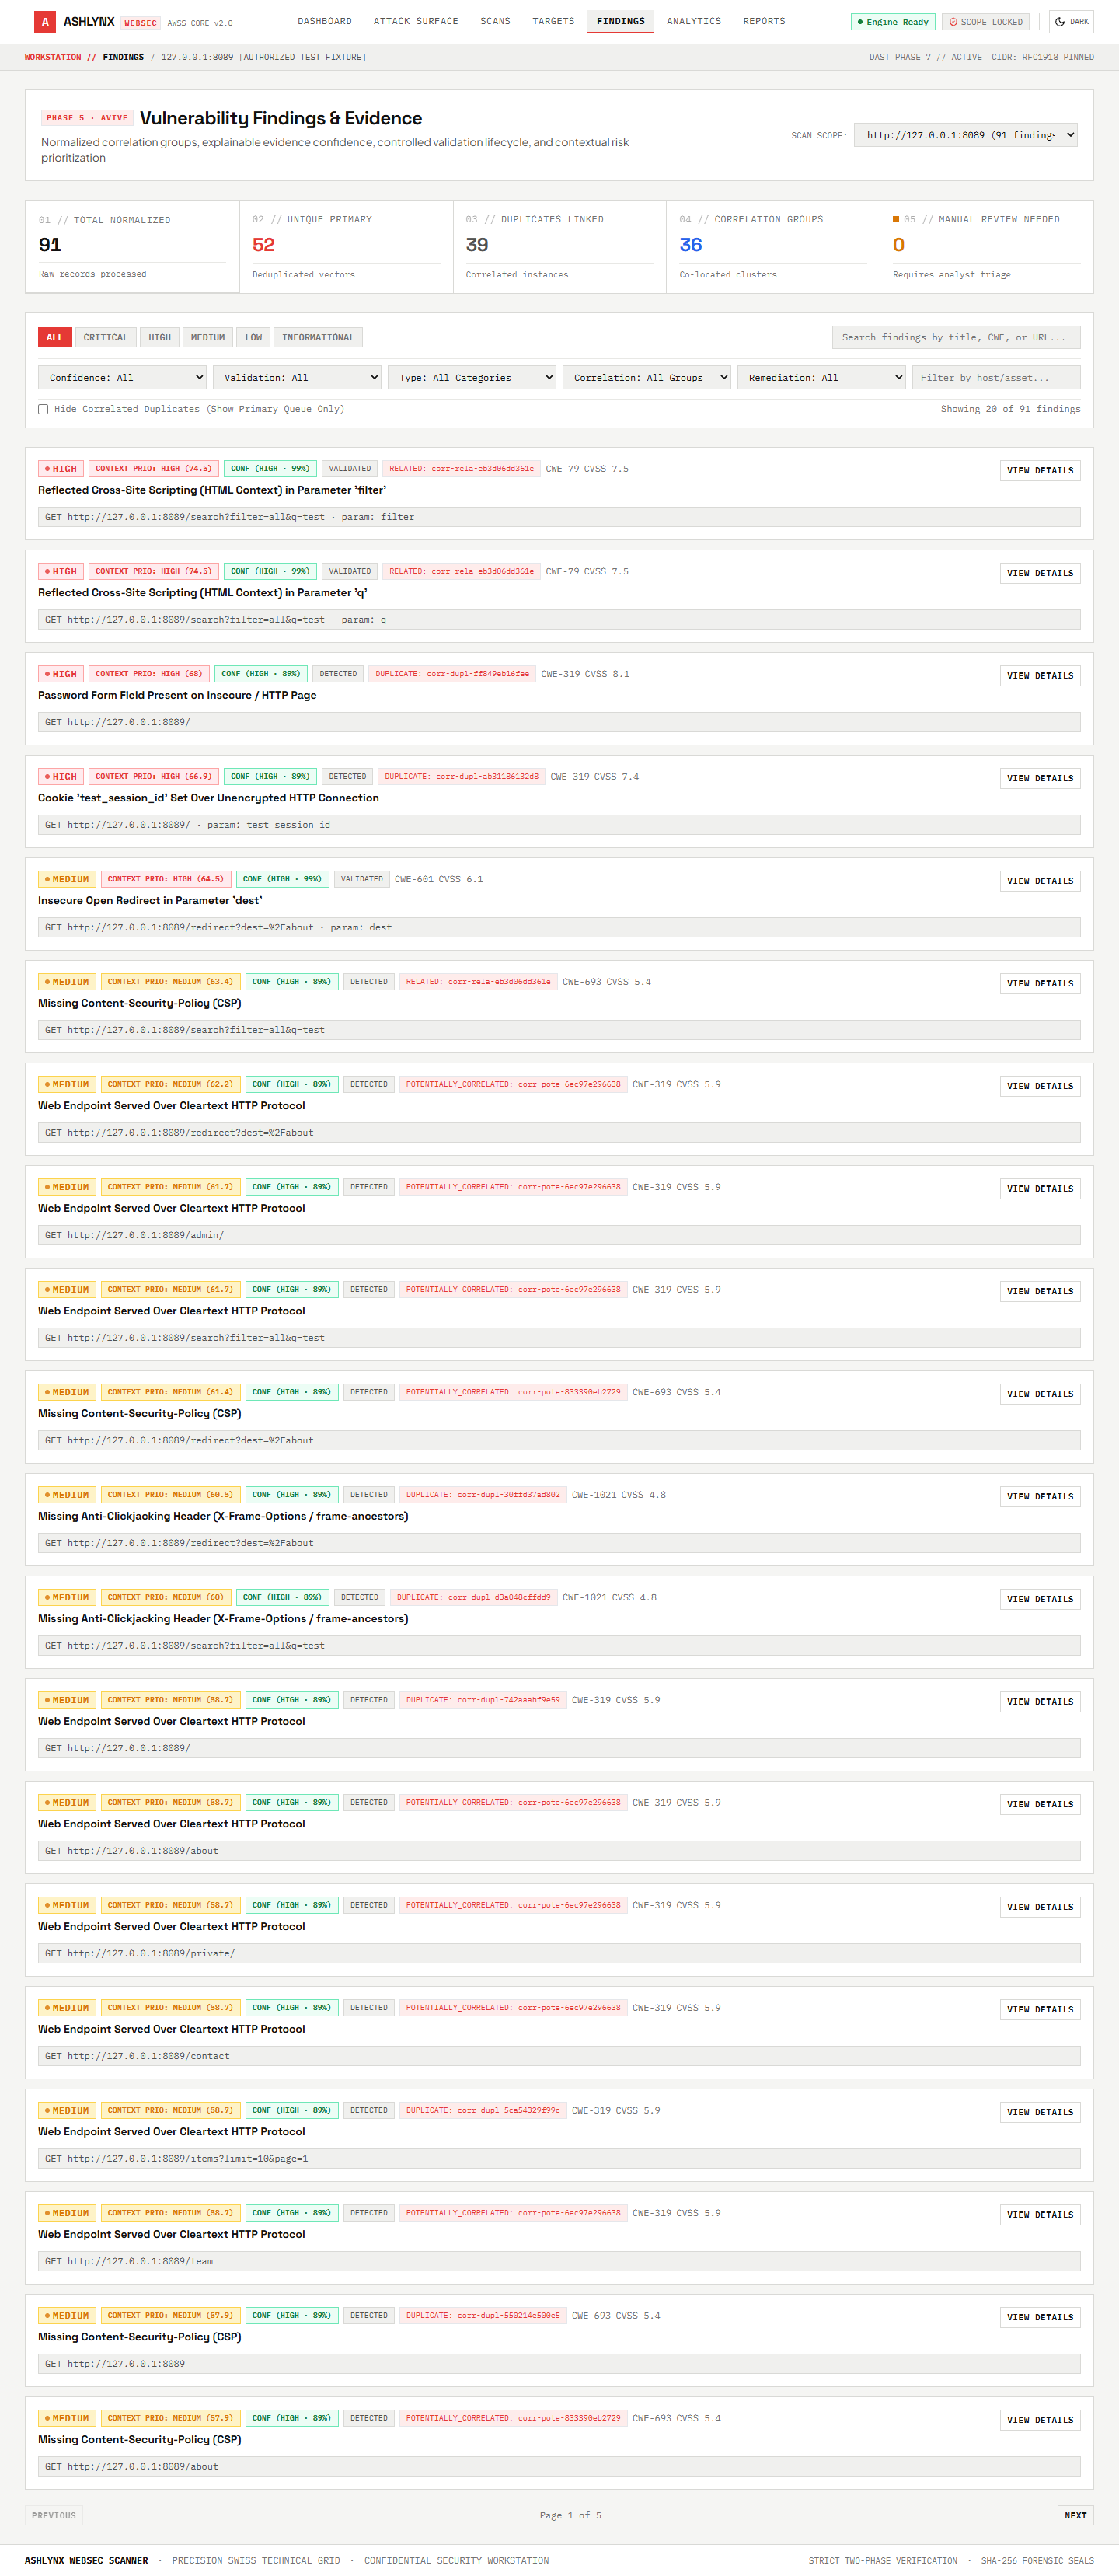 A ASHLYNX WEBSEC AWSS-CORE v2.0 DASHBOARD ATTACK SURFACE SCANS TARGETS FINDINGS ANALYTICS REPORTS Engine Ready SCOPE LOCKED DARK
WORKSTATION // FINDINGS / 127.0.0.1:8089 [AUTHORIZED TEST FIXTURE] DAST PHASE 7 // ACTIVE CIDR: RFC1918_PINNED
PHASE 5 · AVIVE Vulnerability Findings & Evidence
Normalized correlation groups, explainable evidence confidence, controlled validation lifecycle, and contextual risk
prioritization
SCAN SCOPE: http://127.0.0.1:8089 (91 findings
01 // TOTAL NORMALIZED
91
Raw records processed
02 // UNIQUE PRIMARY
52
Deduplicated vectors
03 // DUPLICATES LINKED
39
Correlated instances
04 // CORRELATION GROUPS
36
Co-located clusters
05 // MANUAL REVIEW NEEDED
0
Requires analyst triage
ALL CRITICAL HIGH MEDIUM LOW INFORMATIONAL Search findings by title, CWE, or URL...
Confidence: All Validation: All Type: All Categories Correlation: All Groups Remediation: All Filter by host/asset...
Hide Correlated Duplicates (Show Primary Queue Only) Showing 20 of 91 findings
HIGH CONTEXT PRIO: HIGH (74.5) CONF (HIGH · 99%) VALIDATED RELATED: corr-rela-eb3d06dd361e CWE-79 CVSS 7.5 VIEW DETAILS
Reflected Cross-Site Scripting (HTML Context) in Parameter 'filter'
GET http://127.0.0.1:8089/search?filter=all&q=test · param: filter
HIGH CONTEXT PRIO: HIGH (74.5) CONF (HIGH · 99%) VALIDATED RELATED: corr-rela-eb3d06dd361e CWE-79 CVSS 7.5 VIEW DETAILS
Reflected Cross-Site Scripting (HTML Context) in Parameter 'q'
GET http://127.0.0.1:8089/search?filter=all&q=test · param: q
HIGH CONTEXT PRIO: HIGH (68) CONF (HIGH · 89%) DETECTED DUPLICATE: corr-dupl-ff849eb16fee CWE-319 CVSS 8.1 VIEW DETAILS
Password Form Field Present on Insecure / HTTP Page
GET http://127.0.0.1:8089/
HIGH CONTEXT PRIO: HIGH (66.9) CONF (HIGH · 89%) DETECTED DUPLICATE: corr-dupl-ab31186132d8 CWE-319 CVSS 7.4 VIEW DETAILS
Cookie 'test_session_id' Set Over Unencrypted HTTP Connection
GET http://127.0.0.1:8089/ · param: test_session_id
MEDIUM CONTEXT PRIO: HIGH (64.5) CONF (HIGH · 99%) VALIDATED CWE-601 CVSS 6.1 VIEW DETAILS
Insecure Open Redirect in Parameter 'dest'
GET http://127.0.0.1:8089/redirect?dest=%2Fabout · param: dest
MEDIUM CONTEXT PRIO: MEDIUM (63.4) CONF (HIGH · 89%) DETECTED RELATED: corr-rela-eb3d06dd361e CWE-693 CVSS 5.4 VIEW DETAILS
Missing Content-Security-Policy (CSP)
GET http://127.0.0.1:8089/search?filter=all&q=test
MEDIUM CONTEXT PRIO: MEDIUM (62.2) CONF (HIGH · 89%) DETECTED POTENTIALLY_CORRELATED: corr-pote-6ec97e296638 CWE-319 CVSS 5.9 VIEW DETAILS
Web Endpoint Served Over Cleartext HTTP Protocol
GET http://127.0.0.1:8089/redirect?dest=%2Fabout
MEDIUM CONTEXT PRIO: MEDIUM (61.7) CONF (HIGH · 89%) DETECTED POTENTIALLY_CORRELATED: corr-pote-6ec97e296638 CWE-319 CVSS 5.9 VIEW DETAILS
Web Endpoint Served Over Cleartext HTTP Protocol
GET http://127.0.0.1:8089/admin/
MEDIUM CONTEXT PRIO: MEDIUM (61.7) CONF (HIGH · 89%) DETECTED POTENTIALLY_CORRELATED: corr-pote-6ec97e296638 CWE-319 CVSS 5.9 VIEW DETAILS
Web Endpoint Served Over Cleartext HTTP Protocol
GET http://127.0.0.1:8089/search?filter=all&q=test
MEDIUM CONTEXT PRIO: MEDIUM (61.4) CONF (HIGH · 89%) DETECTED POTENTIALLY_CORRELATED: corr-pote-833390eb2729 CWE-693 CVSS 5.4 VIEW DETAILS
Missing Content-Security-Policy (CSP)
GET http://127.0.0.1:8089/redirect?dest=%2Fabout
MEDIUM CONTEXT PRIO: MEDIUM (60.5) CONF (HIGH · 89%) DETECTED DUPLICATE: corr-dupl-30ffd37ad802 CWE-1021 CVSS 4.8 VIEW DETAILS
Missing Anti-Clickjacking Header (X-Frame-Options / frame-ancestors)
GET http://127.0.0.1:8089/redirect?dest=%2Fabout
MEDIUM CONTEXT PRIO: MEDIUM (60) CONF (HIGH · 89%) DETECTED DUPLICATE: corr-dupl-d3a048cffdd9 CWE-1021 CVSS 4.8 VIEW DETAILS
Missing Anti-Clickjacking Header (X-Frame-Options / frame-ancestors)
GET http://127.0.0.1:8089/search?filter=all&q=test
MEDIUM CONTEXT PRIO: MEDIUM (58.7) CONF (HIGH · 89%) DETECTED DUPLICATE: corr-dupl-742aaabf9e59 CWE-319 CVSS 5.9 VIEW DETAILS
Web Endpoint Served Over Cleartext HTTP Protocol
GET http://127.0.0.1:8089/
MEDIUM CONTEXT PRIO: MEDIUM (58.7) CONF (HIGH · 89%) DETECTED POTENTIALLY_CORRELATED: corr-pote-6ec97e296638 CWE-319 CVSS 5.9 VIEW DETAILS
Web Endpoint Served Over Cleartext HTTP Protocol
GET http://127.0.0.1:8089/about
MEDIUM CONTEXT PRIO: MEDIUM (58.7) CONF (HIGH · 89%) DETECTED POTENTIALLY_CORRELATED: corr-pote-6ec97e296638 CWE-319 CVSS 5.9 VIEW DETAILS
Web Endpoint Served Over Cleartext HTTP Protocol
GET http://127.0.0.1:8089/private/
MEDIUM CONTEXT PRIO: MEDIUM (58.7) CONF (HIGH · 89%) DETECTED POTENTIALLY_CORRELATED: corr-pote-6ec97e296638 CWE-319 CVSS 5.9 VIEW DETAILS
Web Endpoint Served Over Cleartext HTTP Protocol
GET http://127.0.0.1:8089/contact
MEDIUM CONTEXT PRIO: MEDIUM (58.7) CONF (HIGH · 89%) DETECTED DUPLICATE: corr-dupl-5ca54329f99c CWE-319 CVSS 5.9 VIEW DETAILS
Web Endpoint Served Over Cleartext HTTP Protocol
GET http://127.0.0.1:8089/items?limit=10&page=1
MEDIUM CONTEXT PRIO: MEDIUM (58.7) CONF (HIGH · 89%) DETECTED POTENTIALLY_CORRELATED: corr-pote-6ec97e296638 CWE-319 CVSS 5.9 VIEW DETAILS
Web Endpoint Served Over Cleartext HTTP Protocol
GET http://127.0.0.1:8089/team
MEDIUM CONTEXT PRIO: MEDIUM (57.9) CONF (HIGH · 89%) DETECTED DUPLICATE: corr-dupl-550214e500e5 CWE-693 CVSS 5.4 VIEW DETAILS
Missing Content-Security-Policy (CSP)
GET http://127.0.0.1:8089
MEDIUM CONTEXT PRIO: MEDIUM (57.9) CONF (HIGH · 89%) DETECTED POTENTIALLY_CORRELATED: corr-pote-833390eb2729 CWE-693 CVSS 5.4 VIEW DETAILS
Missing Content-Security-Policy (CSP)
GET http://127.0.0.1:8089/about
PREVIOUS Page 1 of 5 NEXT
ASHLYNX WEBSEC SCANNER · PRECISION SWISS TECHNICAL GRID · CONFIDENTIAL SECURITY WORKSTATION STRICT TWO-PHASE VERIFICATION · SHA-256 FORENSIC SEALS